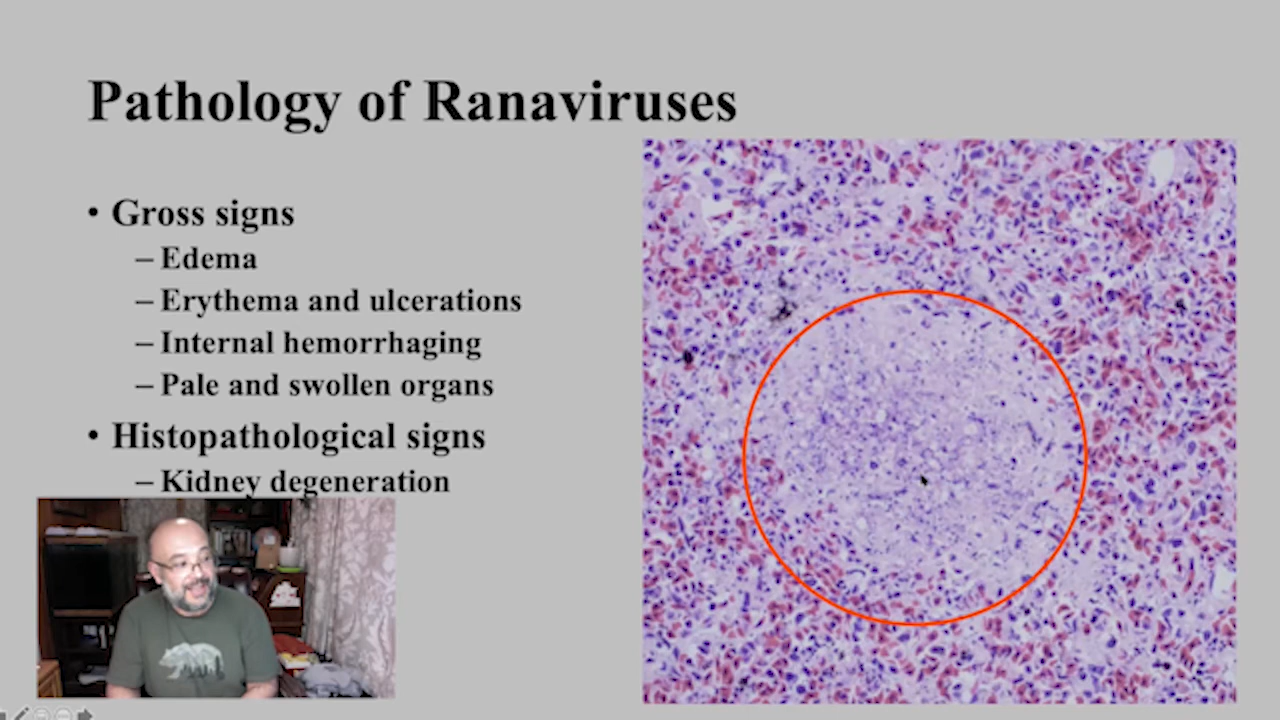 Pathology of Ranaviruses
• Gross signs
– Edema
– Erythema and ulcerations
– Internal hemorrhaging
– Pale and swollen organs
• Histopathological signs
– Kidney degeneration